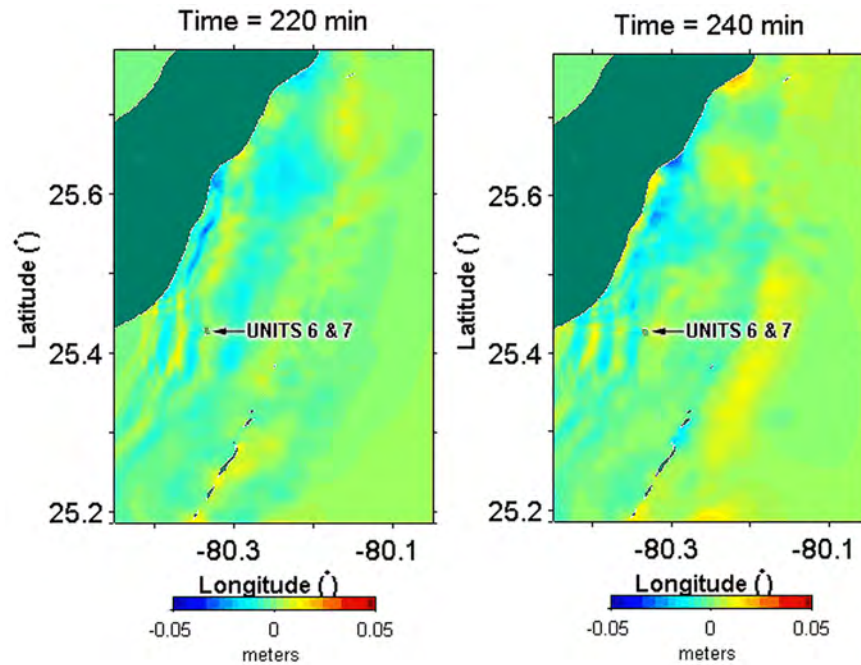 Time = 220 min
25.6
25.4
25.2
Latitude (°)
UNITS 6 & 7
-80.3
-80.1
Longitude (°)
-0.05
0
0.05
meters
Time = 240 min
25.6
25.4
25.2
Latitude (°)
UNITS 6 & 7
-80.3
-80.1
Longitude (°)
-0.05
0
0.05
meters